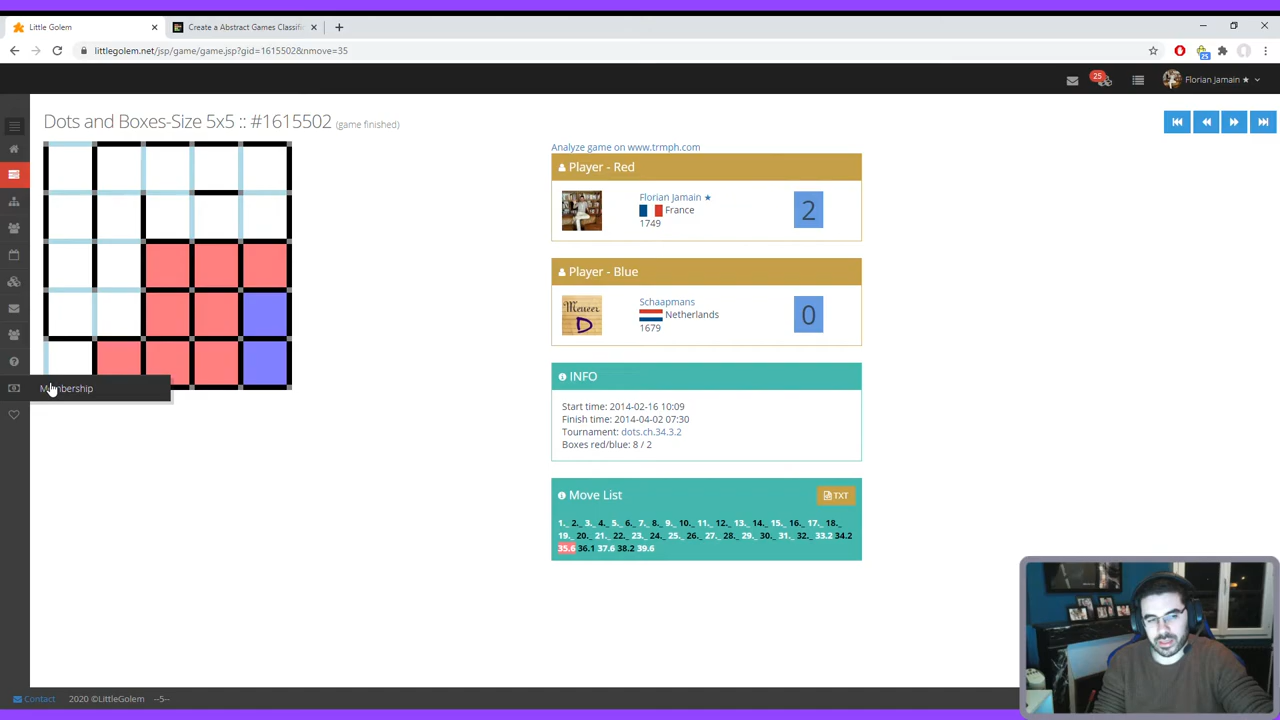 Little Golem
Create a Abstract Games Classifi
littlegolem.net/jsp/game/game.jsp?gid=1615502&nmove=35
25
25
Florian Jamain ★
Dots and Boxes-Size 5x5 :: #1615502 (game finished)
Analyze game on www.trmph.com
Player - Red
Florian Jamain ★
France
1749
2
Player - Blue
Schaapmans
Netherlands
1679
0
Meneer
D
INFO
Start time: 2014-02-16 10:09
Finish time: 2014-04-02 07:30
Tournament: dots.ch.34.3.2
Boxes red/blue: 8 / 2
Move List
TXT
1._ 2._ 3._ 4._ 5._ 6._ 7._ 8._ 9._ 10._ 11._ 12._ 13._ 14._ 15._ 16._ 17._ 18._
19._ 20._ 21._ 22._ 23._ 24._ 25._ 26._ 27._ 28._ 29._ 30._ 31._ 32._ 33.2 34.2
35.6 36.1 37.6 38.2 39.6
Membership
Contact
2020 ©LittleGolem
--5--